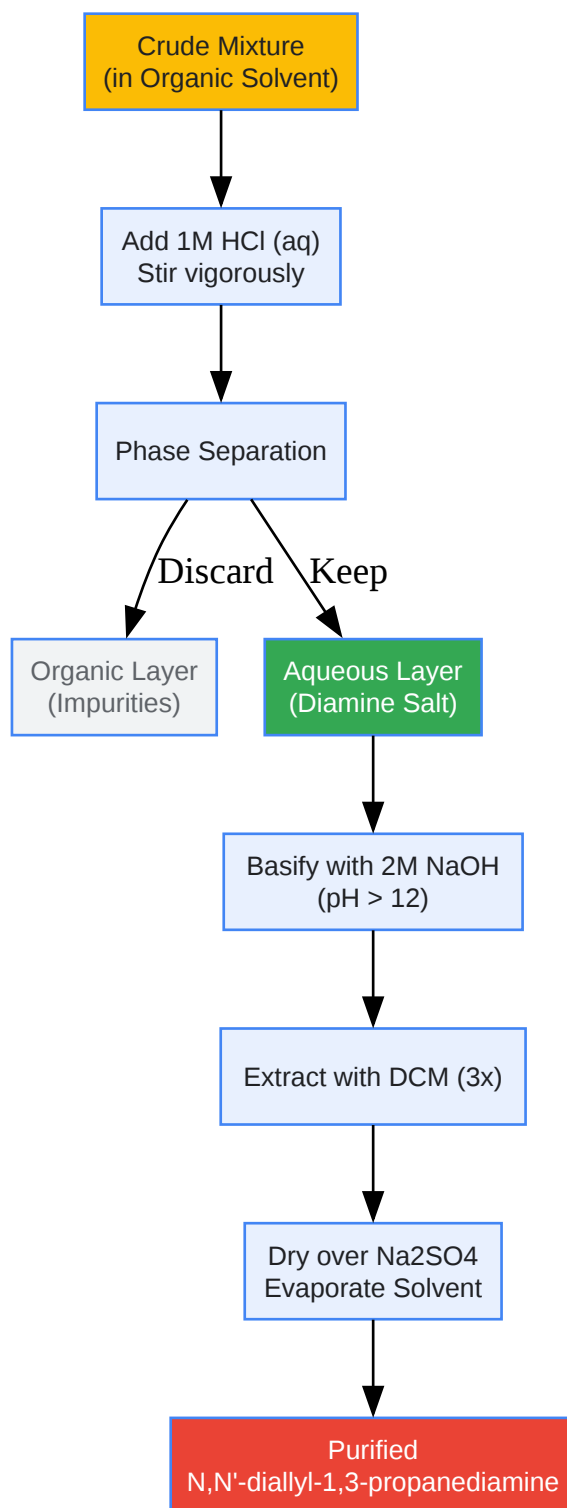 Crude Mixture
(in Organic Solvent)
Add 1M HCl (aq)
Stir vigorously
Phase Separation
Discard
Keep
Organic Layer
(Impurities)
Aqueous Layer
(Diamine Salt)
Basify with 2M NaOH
(pH > 12)
Extract with DCM (3x)
Dry over Na2SO4
Evaporate Solvent
Purified
N,N'-diallyl-1,3-propanediamine